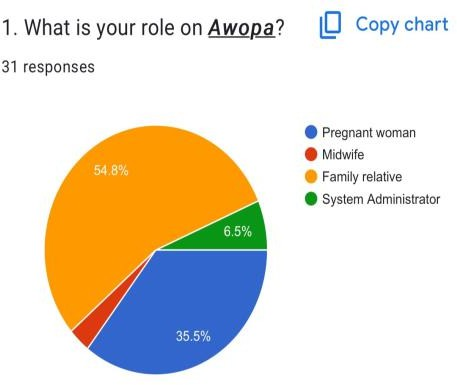 1. What is your role on Awopa?
Copy chart
31 responses
54.8%
6.5%
35.5%
Pregnant woman
Midwife
Family relative
System Administrator